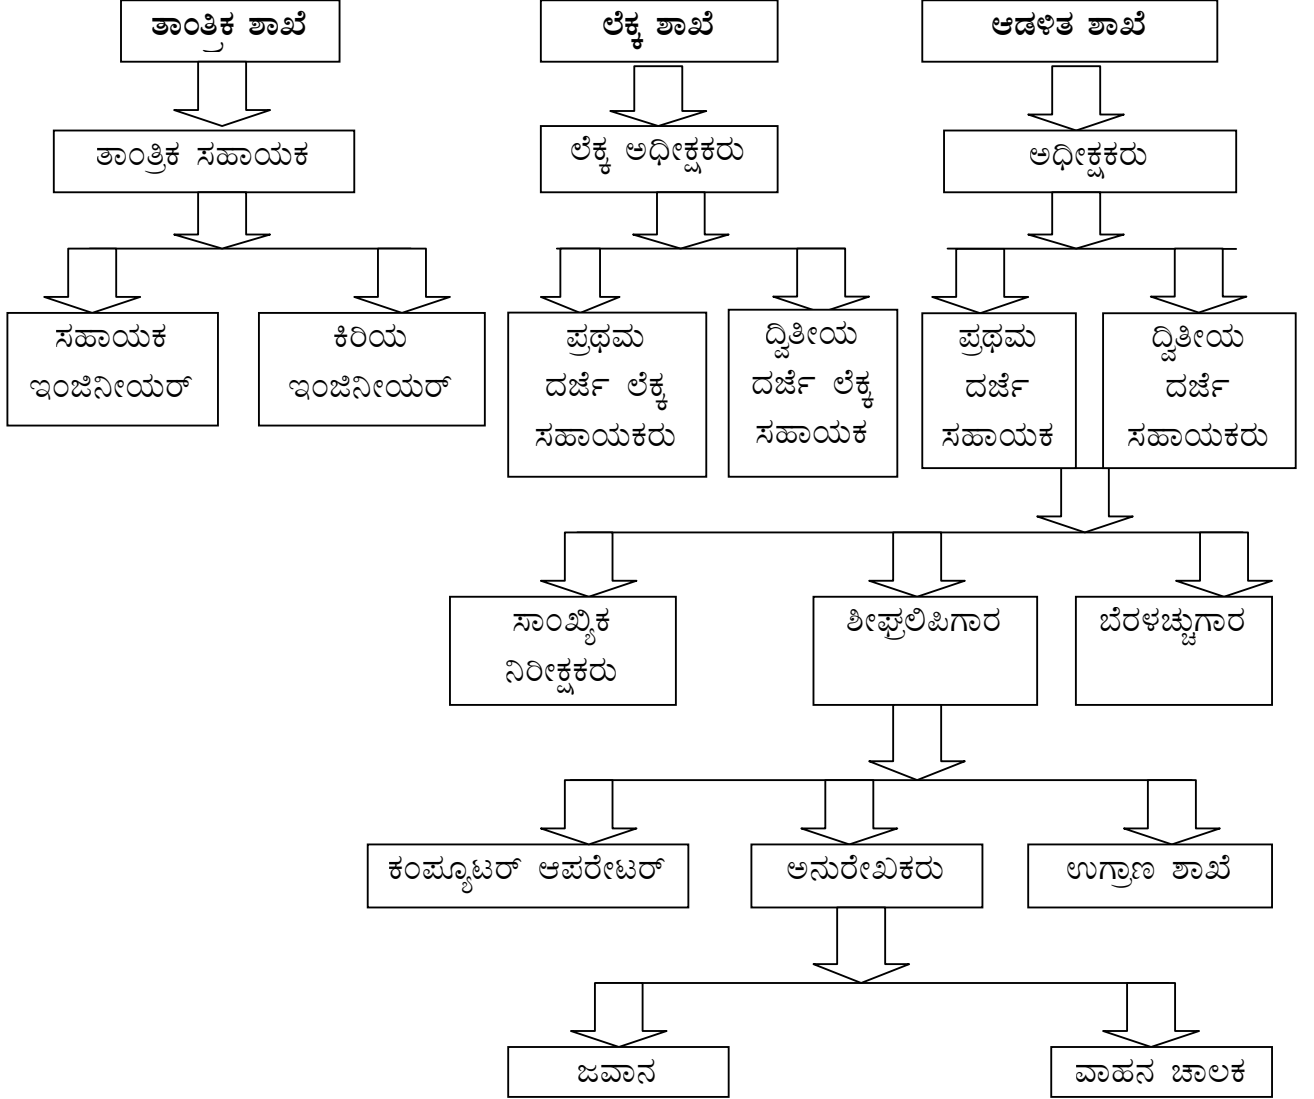 ತಾಂತ್ರಿಕ ಶಾಖೆ
ಲೆಕ್ಕ ಶಾಖೆ
ಆಡಳಿತ ಶಾಖೆ
ತಾಂತ್ರಿಕ ಸಹಾಯಕ
ಲೆಕ್ಕ ಅಧೀಕ್ಷಕರು
ಅಧೀಕ್ಷಕರು
ಸಹಾಯಕ
ಇಂಜಿನೀಯರ್
ಕಿರಿಯ
ಇಂಜಿನೀಯರ್
ಪ್ರಥಮ
ದರ್ಜೆ ಲೆಕ್ಕ
ಸಹಾಯಕರು
ದ್ವಿತೀಯ
ದರ್ಜೆ ಲೆಕ್ಕ
ಸಹಾಯಕ
ಪ್ರಥಮ
ದರ್ಜೆ
ಸಹಾಯಕ
ದ್ವಿತೀಯ
ದರ್ಜೆ
ಸಹಾಯಕರು
ಸಾಂಖ್ಯಿಕ
ನಿರೀಕ್ಷಕರು
ಶೀಘ್ರಲಿಪಿಗಾರ
ಬೆರಳಚ್ಚುಗಾರ
ಕಂಪ್ಯೂಟರ್ ಆಪರೇಟರ್
ಅನುರೇಖಕರು
ಉಗ್ರಾಣ ಶಾಖೆ
ಜವಾನ
ವಾಹನ ಚಾಲಕ